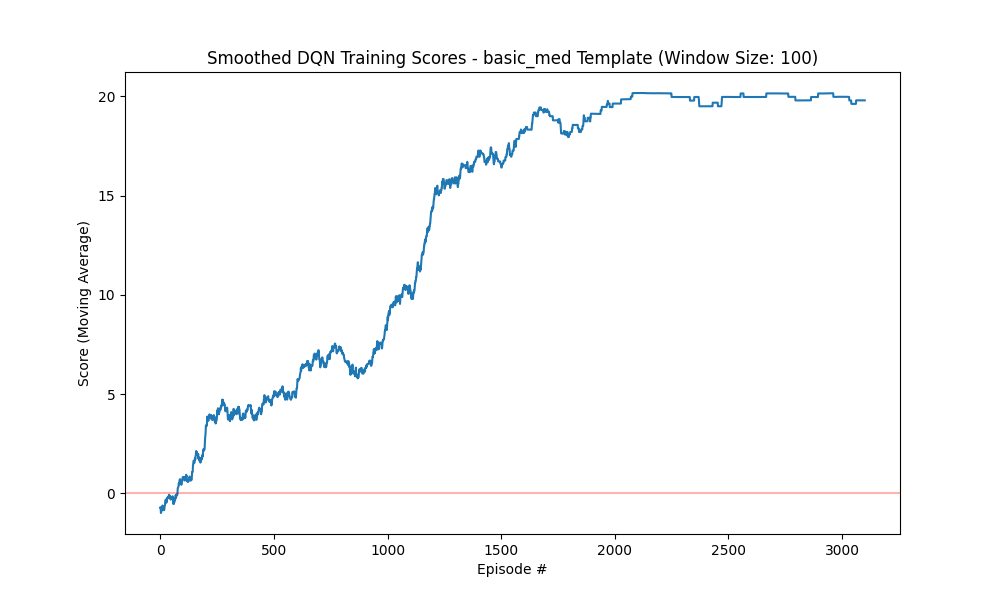 Smoothed DQN Training Scores - basic_med Template (Window Size: 100)
Score (Moving Average)
20
15
10
5
0
0 500 1000 1500 2000 2500 3000
Episode #